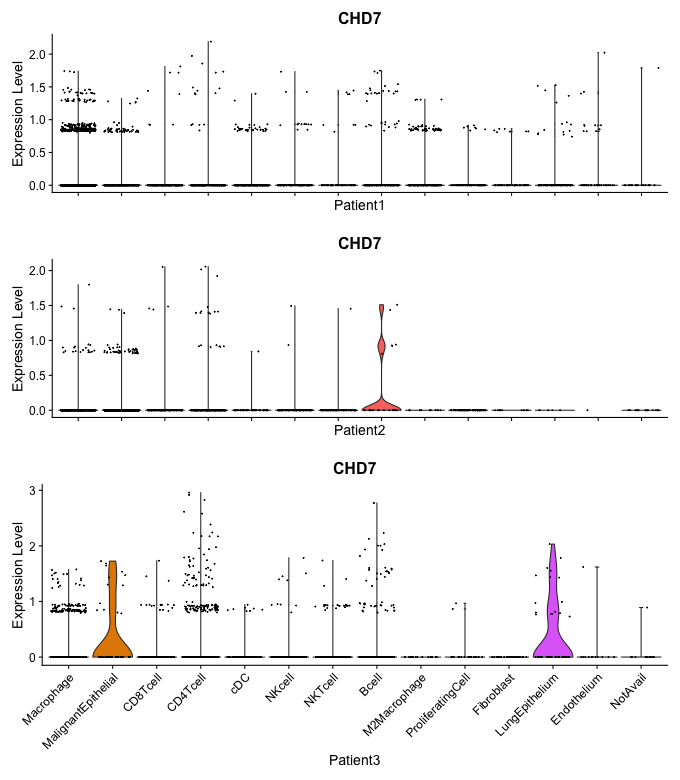 CHD7
Expression Level
2.0
1.5
1.0
0.5
0.0
Patient1
CHD7
Expression Level
2.0
1.5
1.0
0.5
0.0
Patient2
CHD7
Expression Level
3
2
1
0
Macrophage
MalignantEpithelial
CD8Tcell
CD4Tcell
cDC
NKcell
NKTcell
Bcell
M2Macrophage
ProliferatingCell
Fibroblast
LungEpithelium
Endothelium
NotAvail
Patient3